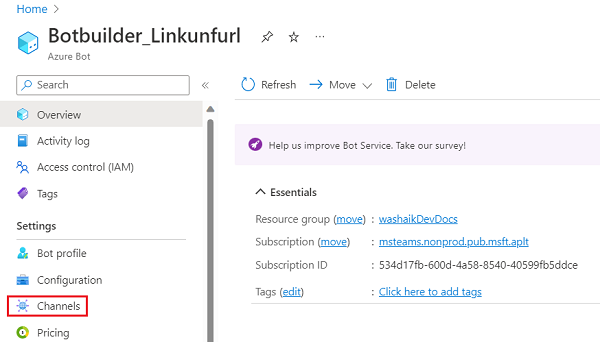 Home >
Botbuilder_Linkunfurl
Azure Bot
Search
Overview
Activity log
Access control (IAM)
Tags
Settings
Bot profile
Configuration
Channels
Pricing
Refresh Move Delete
Help us improve Bot Service. Take our survey!
Essentials
Resource group (move) : washaikDevDocs
Subscription (move) : msteams.nonprod.pub.msft.aplt
Subscription ID : 534d17fb-600d-4a58-8540-40599fb5ddce
Tags (edit) : Click here to add tags